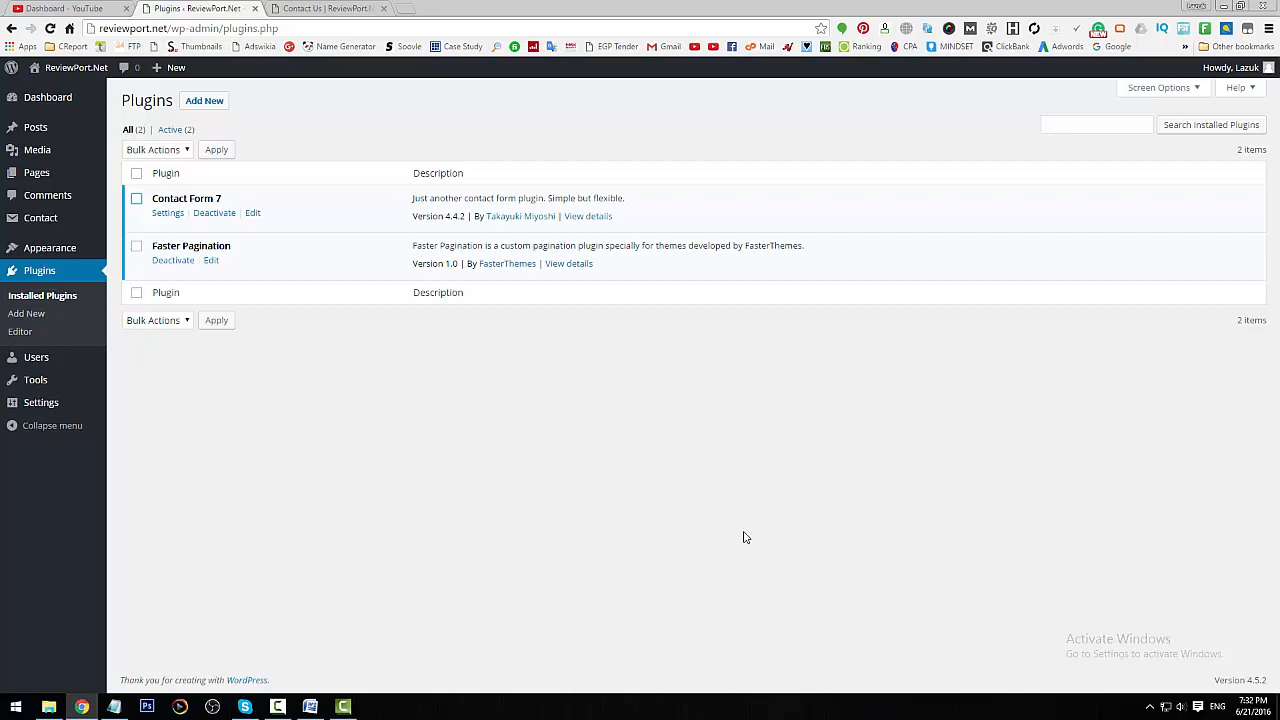 Dashboard - YouTube
Plugins ‹ ReviewPort.Net -
Contact Us | ReviewPort.N
Lazuk
reviewport.net/wp-admin/plugins.php
Apps
CReport
FTP
Thumbnails
Adswikia
Name Generator
Doodle
Case Study
EGP Tender
Gmail
Mail
Ranking
CPA
MINDSET
ClickBank
Adwords
Google
»
Other bookmarks
NEW
ReviewPort.Net
0
+ New
Howdy, Lazuk
Dashboard
Posts
Media
Pages
Comments
Contact
Appearance
Plugins
Installed Plugins
Add New
Editor
Users
Tools
Settings
Collapse menu
Plugins Add New
Screen Options
Help
All (2) | Active (2)
Search Installed Plugins
Bulk Actions Apply
2 items
Plugin Description
Contact Form 7
Settings | Deactivate | Edit
Just another contact form plugin. Simple but flexible.
Version 4.4.2 | By Takayuki Miyoshi | View details
Faster Pagination
Deactivate | Edit
Faster Pagination is a custom pagination plugin specially for themes developed by FasterThemes.
Version 1.0 | By FasterThemes | View details
Plugin Description
Bulk Actions Apply
2 items
Activate Windows
Go to Settings to activate Windows.
Thank you for creating with WordPress.
Version 4.5.2
ENG
7:32 PM
6/21/2016